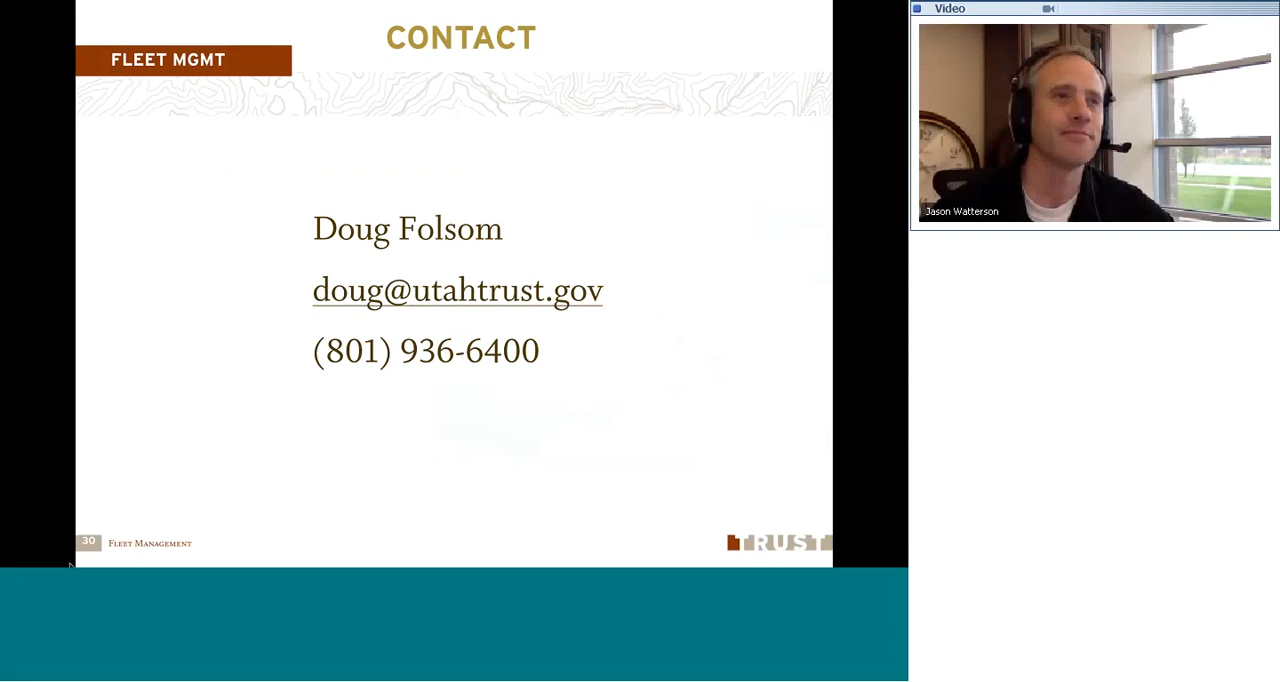 CONTACT
FLEET MGMT
Doug Folsom
doug@utahtrust.gov
(801) 936-6400
30 Fleet Management
TRUST
Video
Jason Watterson